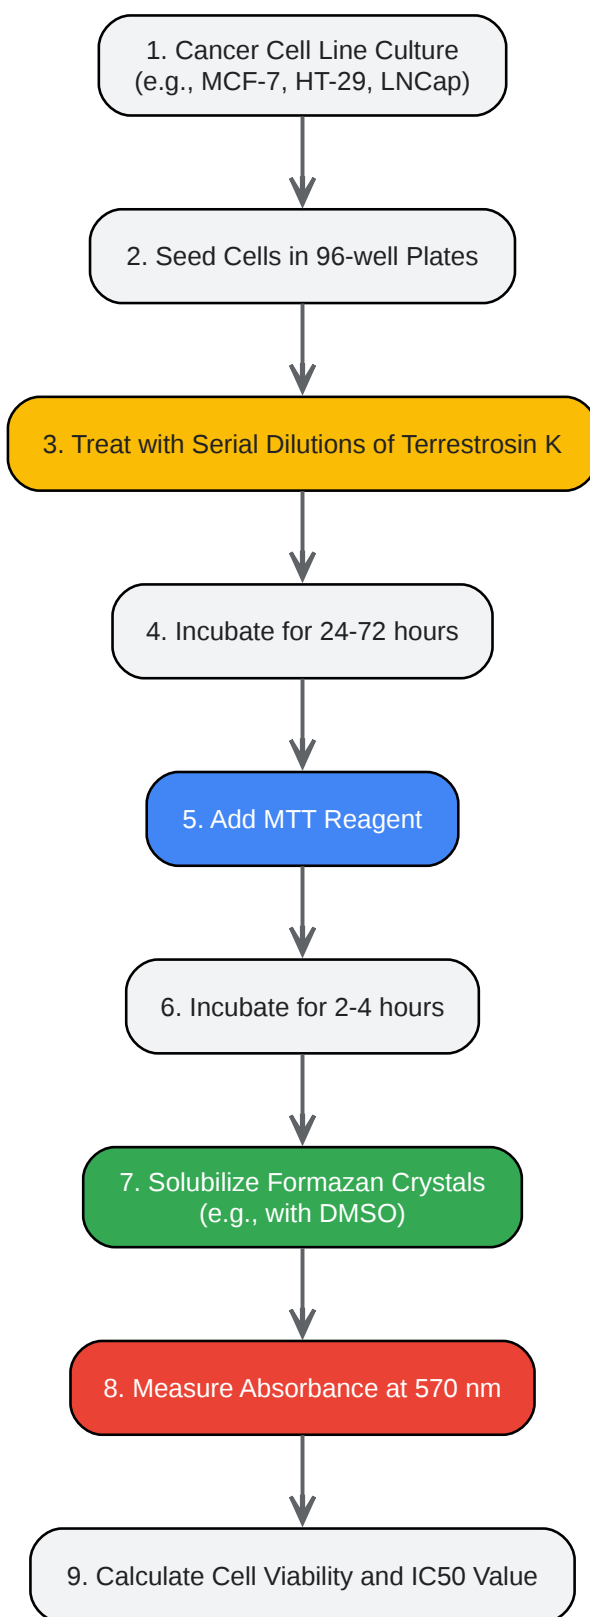 1. Cancer Cell Line Culture
(e.g., MCF-7, HT-29, LNCap)
2. Seed Cells in 96-well Plates
3. Treat with Serial Dilutions of Terrestrosin K
4. Incubate for 24-72 hours
5. Add MTT Reagent
6. Incubate for 2-4 hours
7. Solubilize Formazan Crystals
(e.g., with DMSO)
8. Measure Absorbance at 570 nm
9. Calculate Cell Viability and IC50 Value